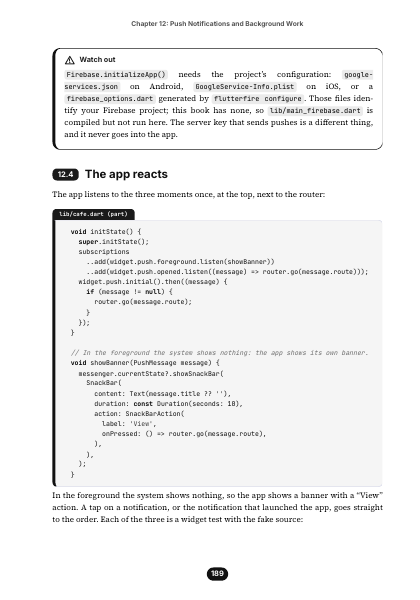 Chapter 12: Push Notifications and Background Work
Watch out
Firebase.initializeApp() needs the project's configuration: google-
services.json on Android, GoogleService-Info.plist on iOS, or a
firebase_options.dart generated by flutterfire configure. Those files iden-
tify your Firebase project; this book has none, so lib/main_firebase.dart is
compiled but not run here. The server key that sends pushes is a different thing,
and it never goes into the app.
12.4 The app reacts
The app listens to the three moments once, at the top, next to the router:
lib/cafe.dart (part)
void initState() {
super.initState();
subscriptions
..add(widget.push.foreground.listen(showBanner))
..add(widget.push.opened.listen((message) => router.go(message.route)));
widget.push.initial().then((message) {
if (message != null) {
router.go(message.route);
}
});
}
// In the foreground the system shows nothing: the app shows its own banner.
void showBanner(PushMessage message) {
messenger.currentState?.showSnackBar(
SnackBar(
content: Text(message.title ?? ''),
duration: const Duration(seconds: 10),
action: SnackBarAction(
label: 'View',
onPressed: () => router.go(message.route),
),
),
);
}
In the foreground the system shows nothing, so the app shows a banner with a “View”
action. A tap on a notification, or the notification that launched the app, goes straight
to the order. Each of the three is a widget test with the fake source:
189